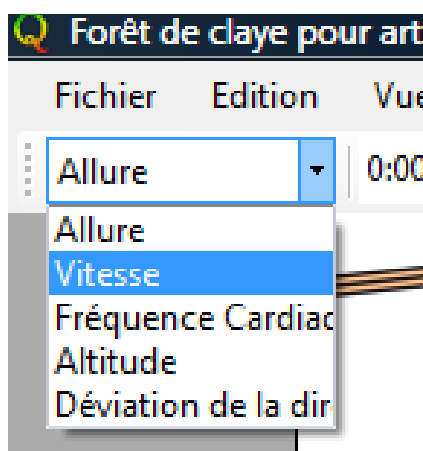 Forêt de claye pour art
Fichier Edition Vue
Allure 0:00
Allure
Vitesse
Fréquence Cardiac
Altitude
Déviation de la dir